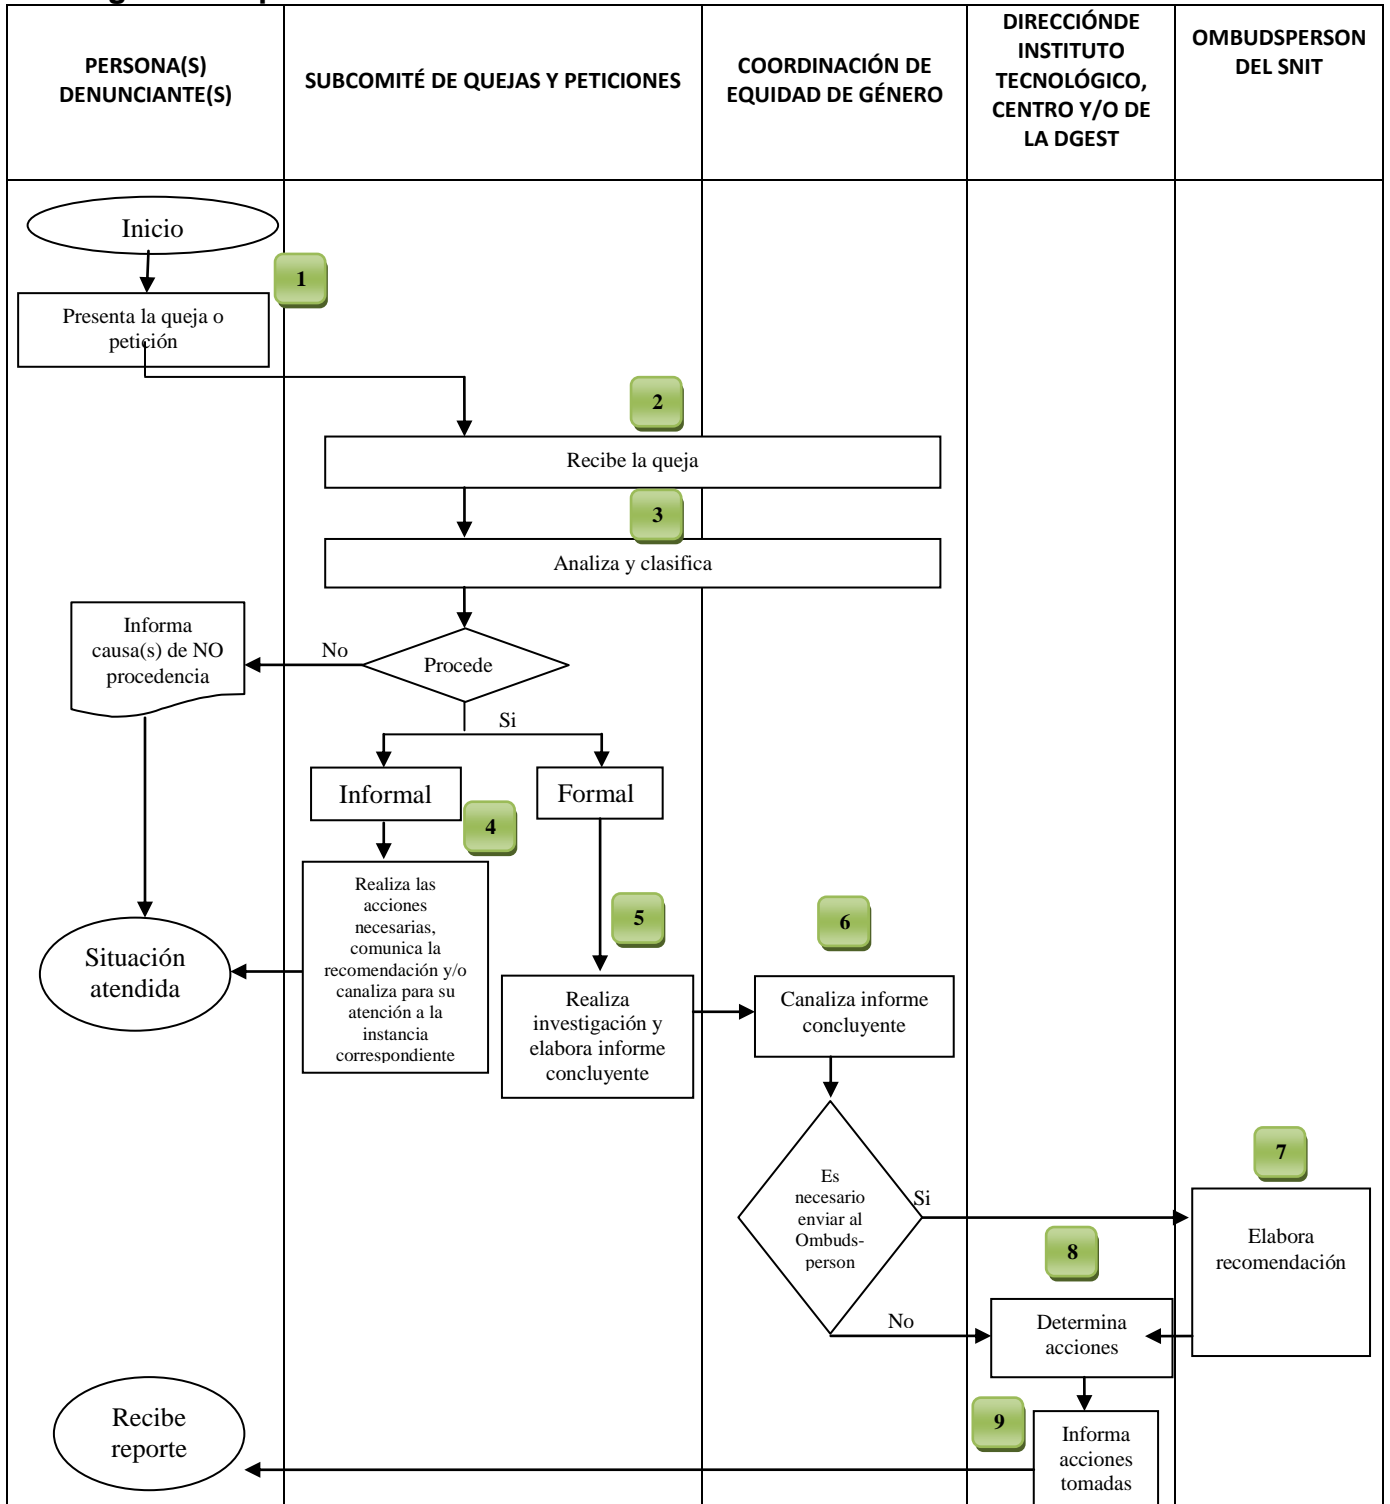 PERSONA(S)
DENUNCIANTE(S)
SUBCOMITÉ DE QUEJAS Y PETICIONES
COORDINACIÓN DE
EQUIDAD DE GÉNERO
DIRECCIÓNDE
INSTITUTO
TECNOLÓGICO,
CENTRO Y/O DE
LA DGEST
OMBUDSPERSON
DEL SNIT
Inicio
1
Presenta la queja o
petición
2
Recibe la queja
3
Analiza y clasifica
Informa
causa(s) de NO
procedencia
No
Procede
Si
Informal
Formal
4
Realiza las
acciones
necesarias,
comunica la
recomendación y/o
canaliza para su
atención a la
instancia
correspondiente
Situación
atendida
5
Realiza
investigación y
elabora informe
concluyente
6
Canaliza informe
concluyente
Es
necesario
enviar al
Ombuds-
person
Si
7
Elabora
recomendación
No
8
Determina
acciones
9
Informa
acciones
tomadas
Recibe
reporte